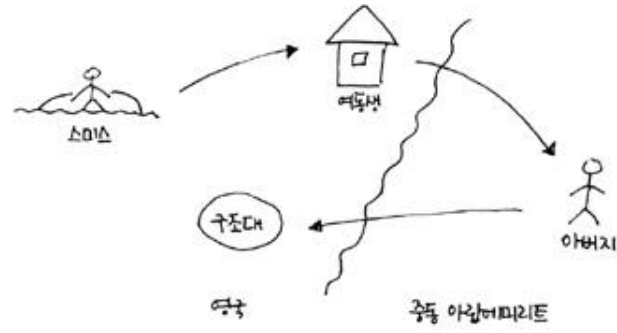 여동생
스미스
구조대
아버지
영국
중동 아랍에미리트